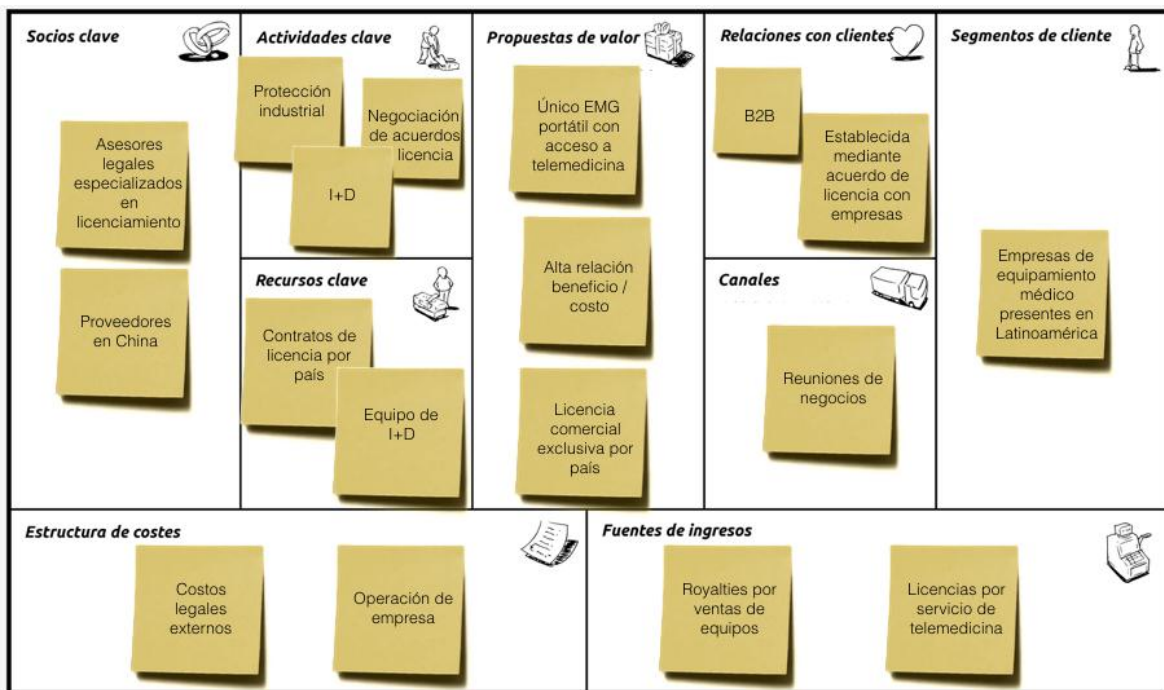 Socios clave
Asesores
legales
especializados
en
licenciamiento
Proveedores
en China
Actividades clave
Protección
industrial
Negociación
de acuerdos
licencia
I+D
Recursos clave
Contratos de
licencia por
país
Equipo de
I+D
Propuestas de valor
Único EMG
portátil con
acceso a
telemedicina
Alta relación
beneficio /
costo
Licencia
comercial
exclusiva por
país
Relaciones con clientes
B2B
Establecida
mediante
acuerdo de
licencia con
empresas
Canales
Reuniones de
negocios
Segmentos de cliente
Empresas de
equipamiento
médico
presentes en
Latinoamérica
Estructura de costes
Costos
legales
externos
Operación de
empresa
Fuentes de ingresos
Royalties por
ventas de
equipos
Licencias por
servicio de
telemedicina